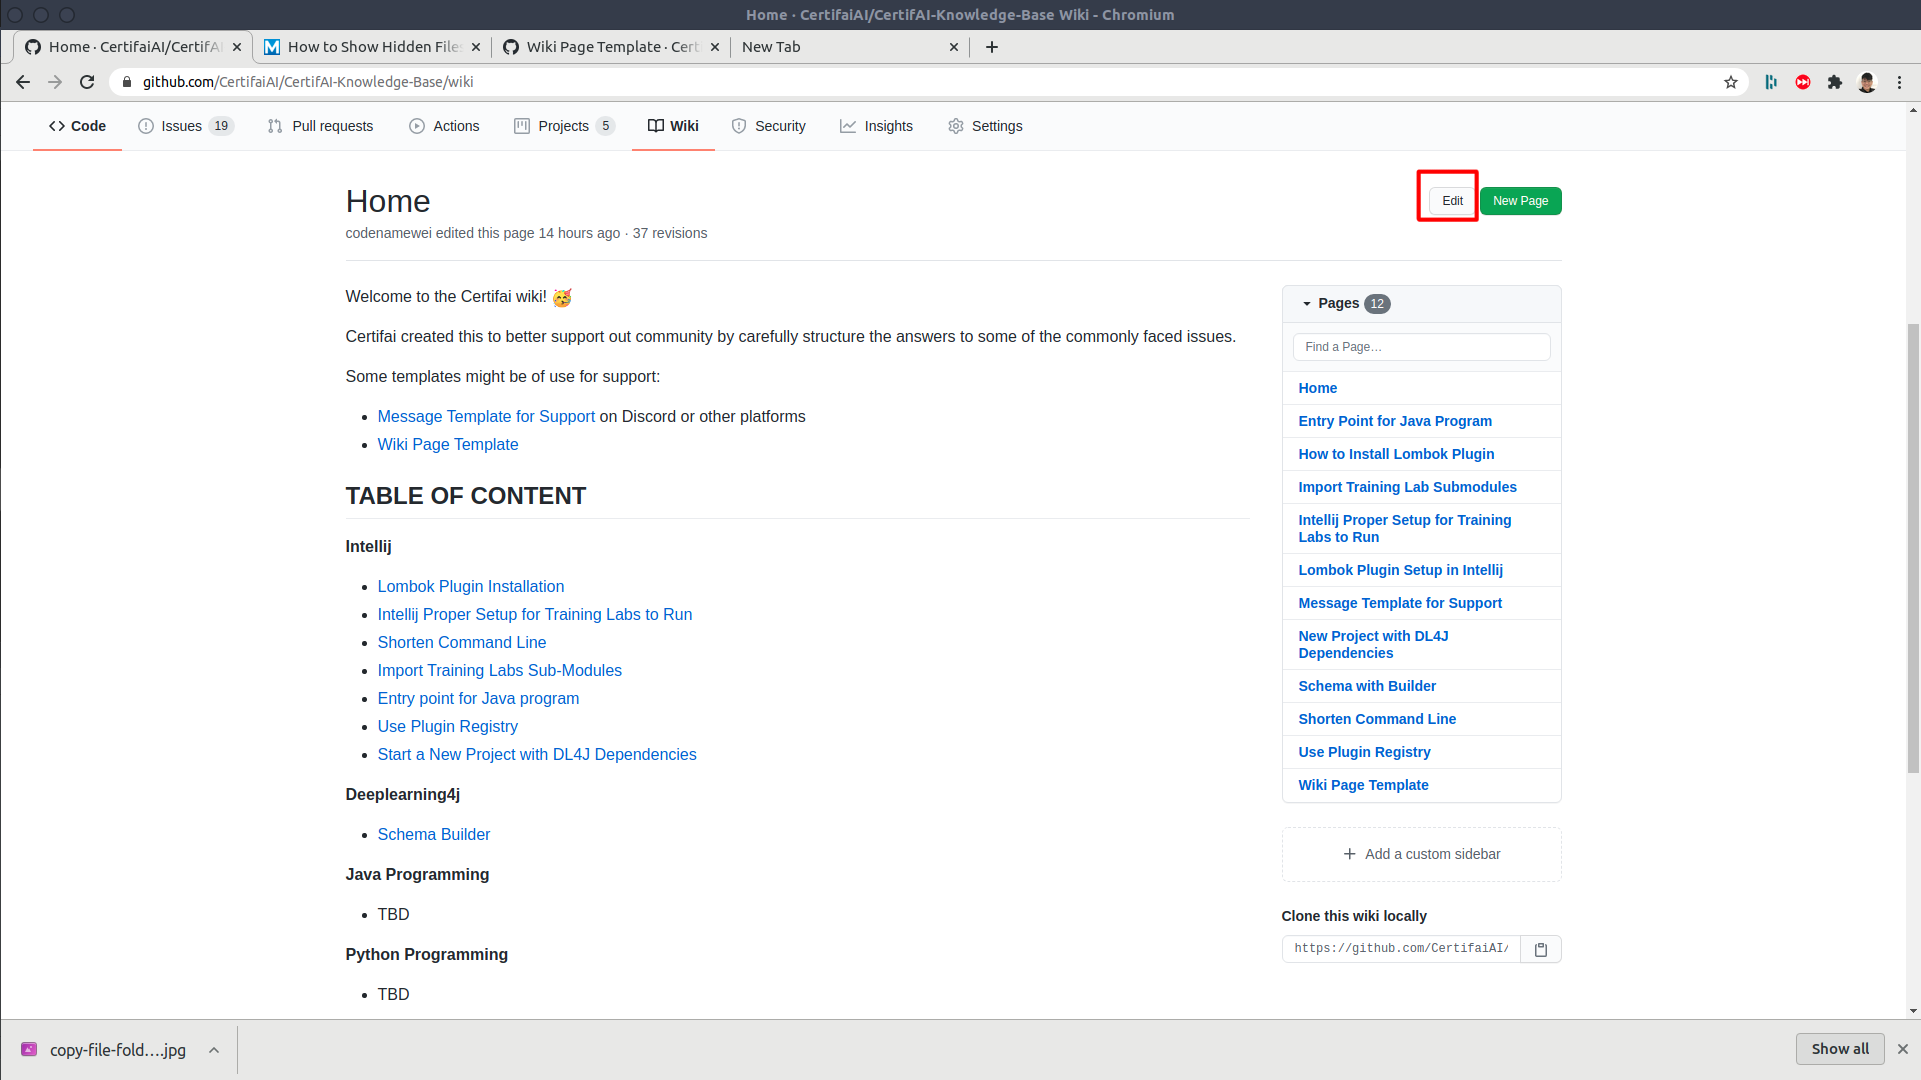 Home · CertifaiAI/CertifAI-Knowledge-Base Wiki - Chromium
Home · CertifaiAI/CertifA
How to Show Hidden File
Wiki Page Template · Cert
New Tab
github.com/CertifaiAI/CertifAI-Knowledge-Base/wiki
Code
Issues 19
Pull requests
Actions
Projects 5
Wiki
Security
Insights
Settings
Home
Edit
New Page
codenamewei edited this page 14 hours ago · 37 revisions
Welcome to the Certifai wiki! 🥳
Certifai created this to better support out community by carefully structure the answers to some of the commonly faced issues.
Some templates might be of use for support:
Message Template for Support on Discord or other platforms
Wiki Page Template
TABLE OF CONTENT
Intellij
Lombok Plugin Installation
Intellij Proper Setup for Training Labs to Run
Shorten Command Line
Import Training Labs Sub-Modules
Entry point for Java program
Use Plugin Registry
Start a New Project with DL4J Dependencies
Deeplearning4j
Schema Builder
Java Programming
TBD
Python Programming
TBD
Pages 12
Find a Page…
Home
Entry Point for Java Program
How to Install Lombok Plugin
Import Training Lab Submodules
Intellij Proper Setup for Training
Labs to Run
Lombok Plugin Setup in Intellij
Message Template for Support
New Project with DL4J
Dependencies
Schema with Builder
Shorten Command Line
Use Plugin Registry
Wiki Page Template
Add a custom sidebar
Clone this wiki locally
https://github.com/CertifaiAI/
copy-file-fold....jpg
Show all